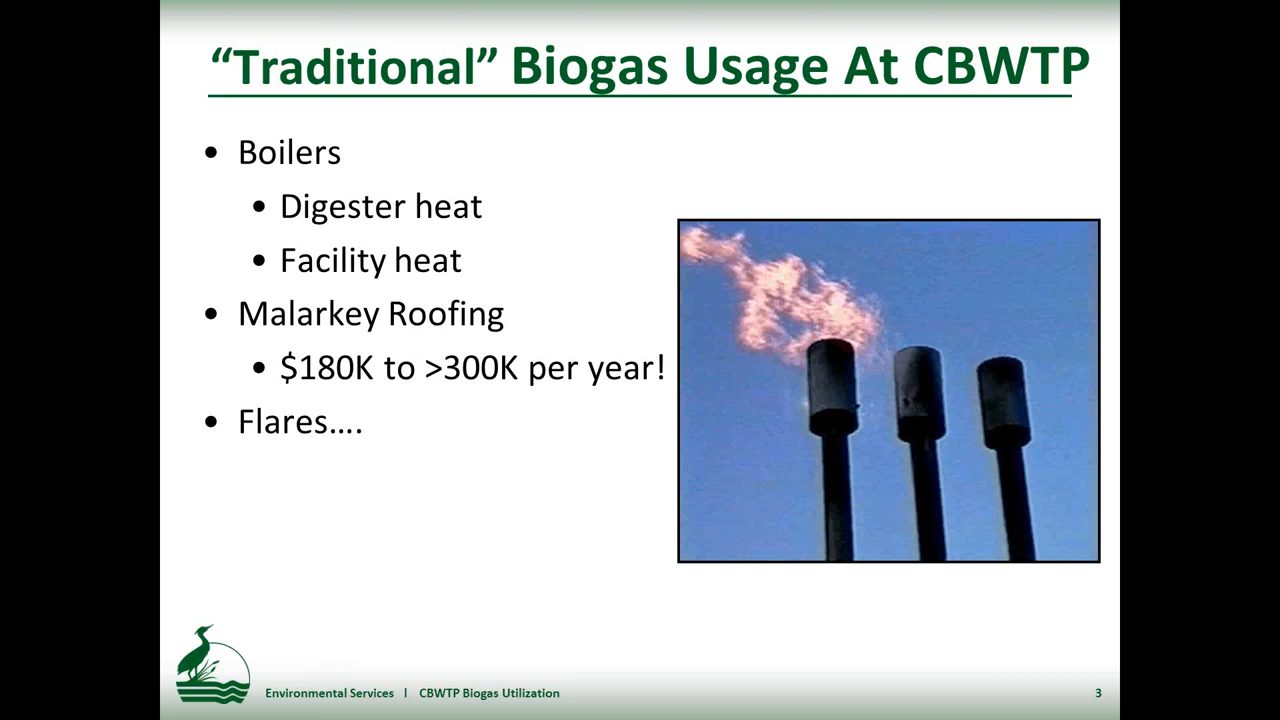 “Traditional” Biogas Usage At CBWTP
• Boilers
• Digester heat
• Facility heat
• Malarkey Roofing
• $180K to >300K per year!
• Flares….
Environmental Services | CBWTP Biogas Utilization 3